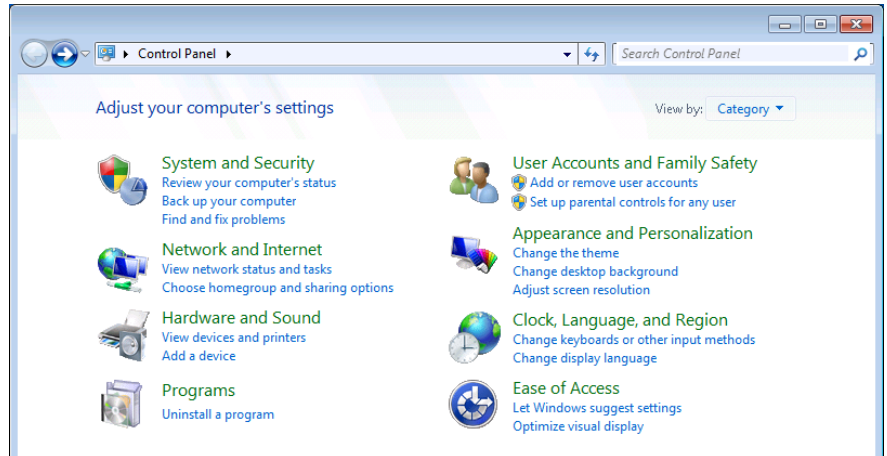 Control Panel
Search Control Panel
Adjust your computer's settings
View by: Category
System and Security
Review your computer's status
Back up your computer
Find and fix problems
Network and Internet
View network status and tasks
Choose homegroup and sharing options
Hardware and Sound
View devices and printers
Add a device
Programs
Uninstall a program
User Accounts and Family Safety
Add or remove user accounts
Set up parental controls for any user
Appearance and Personalization
Change the theme
Change desktop background
Adjust screen resolution
Clock, Language, and Region
Change keyboards or other input methods
Change display language
Ease of Access
Let Windows suggest settings
Optimize visual display